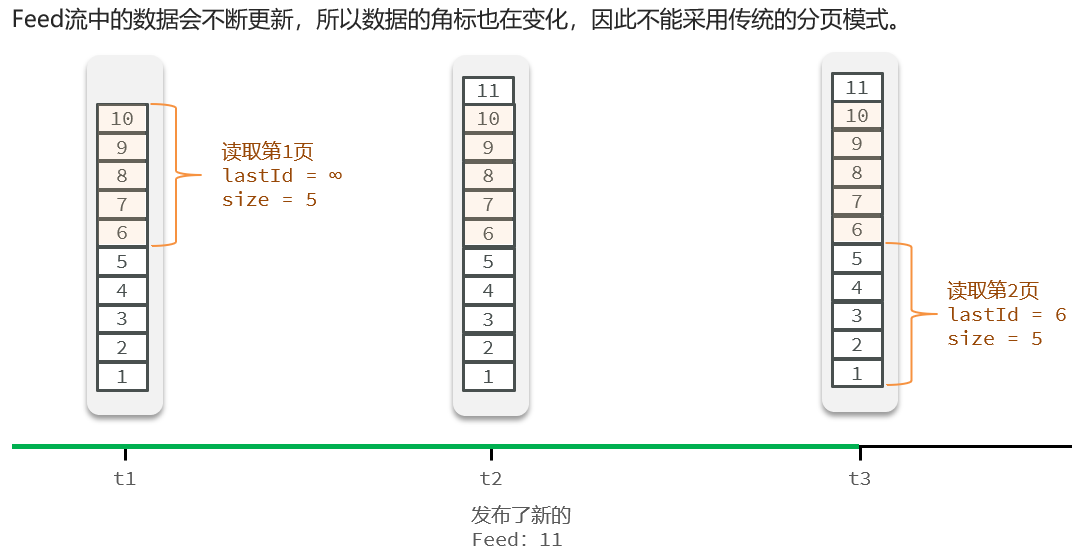 Feed流中的数据会不断更新，所以数据的角标也在变化，因此不能采用传统的分页模式。
10
9
8
7
6
5
4
3
2
1
读取第1页
lastId = ∞
size = 5
11
10
9
8
7
6
5
4
3
2
1
11
10
9
8
7
6
5
4
3
2
1
读取第2页
lastId = 6
size = 5
t1
t2
t3
发布了新的
Feed：11